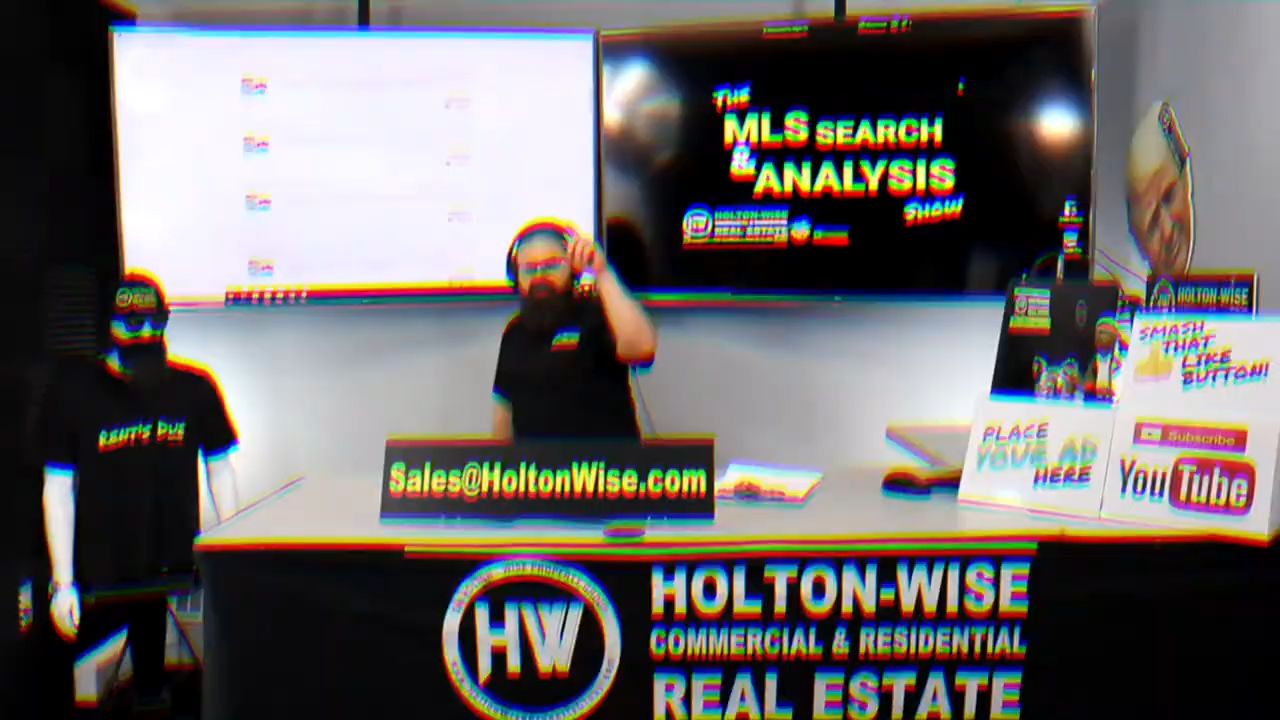 THE
MLS SEARCH
& ANALYSIS
SHOW
HOLTON-WISE
REAL ESTATE
HOLTON-WISE
SMASH
THAT
LIKE
BUTTON!
RENT'S DUE
PLACE
YOUR AD
HERE
Subscribe
YouTube
Sales@HoltonWise.com
HW
HOLTON-WISE
COMMERCIAL & RESIDENTIAL
REAL ESTATE